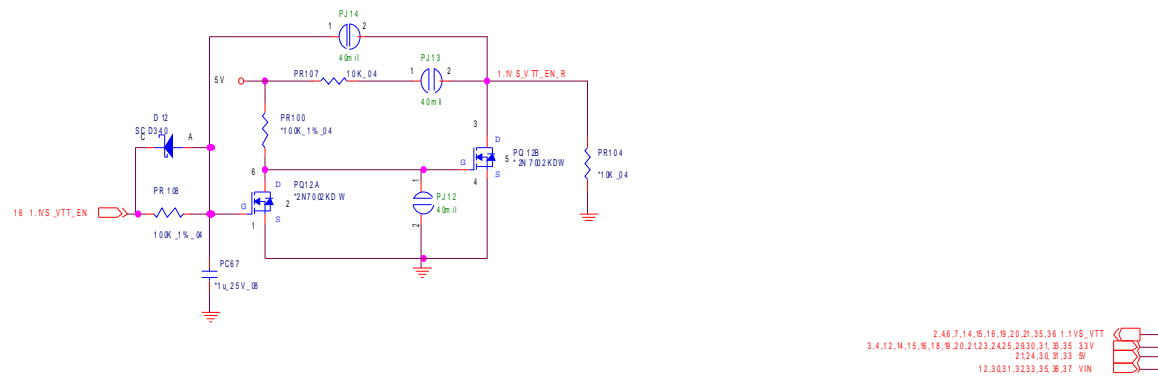 PJ14
1 2
40mil
PJ13
5V
PR107
10K_04
1 2
1.1VS_VTT_EN_R
40mil
PR100
*100K_1%_04
D12
SCD340
C A
3
D
PQ12B
5 *2N7002KDW
G
S
4
PR104
*10K_04
6
D
PQ12A
*2N7002KDW
G
2
S
1
1
PJ12
40mil
2
16 1.1VS_VTT_EN
PR108
100K_1%_04
PC67
*1u_25V_08
2,4,6,7,14,15,16,19,20,21,35,36 1.1VS_VTT
3,4,12,14,15,16,18,19,20,21,23,24,25,29,30,31,33,35 3.3V
21,24,30,31,33 5V
12,30,31,32,33,35,36,37 VIN